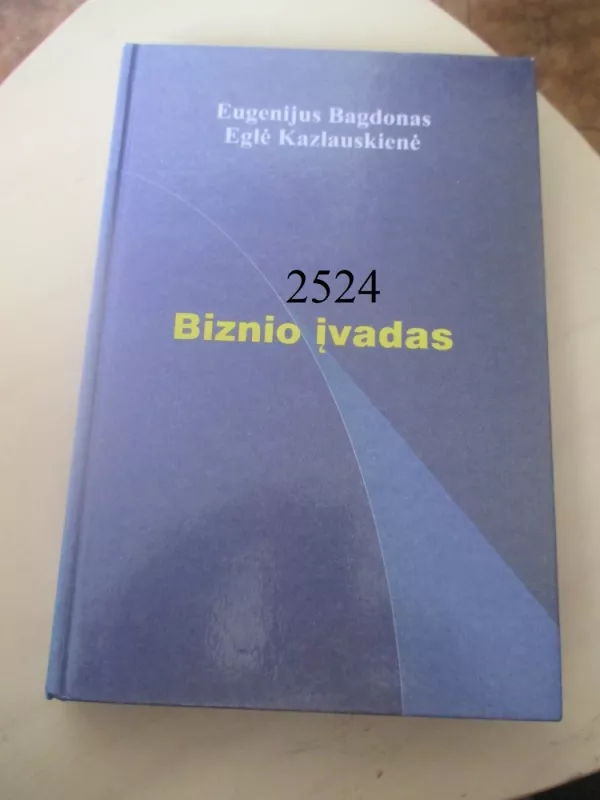 Eugenijus Bagdonas
Eglė Kazlauskienė
2524
Biznio įvadas